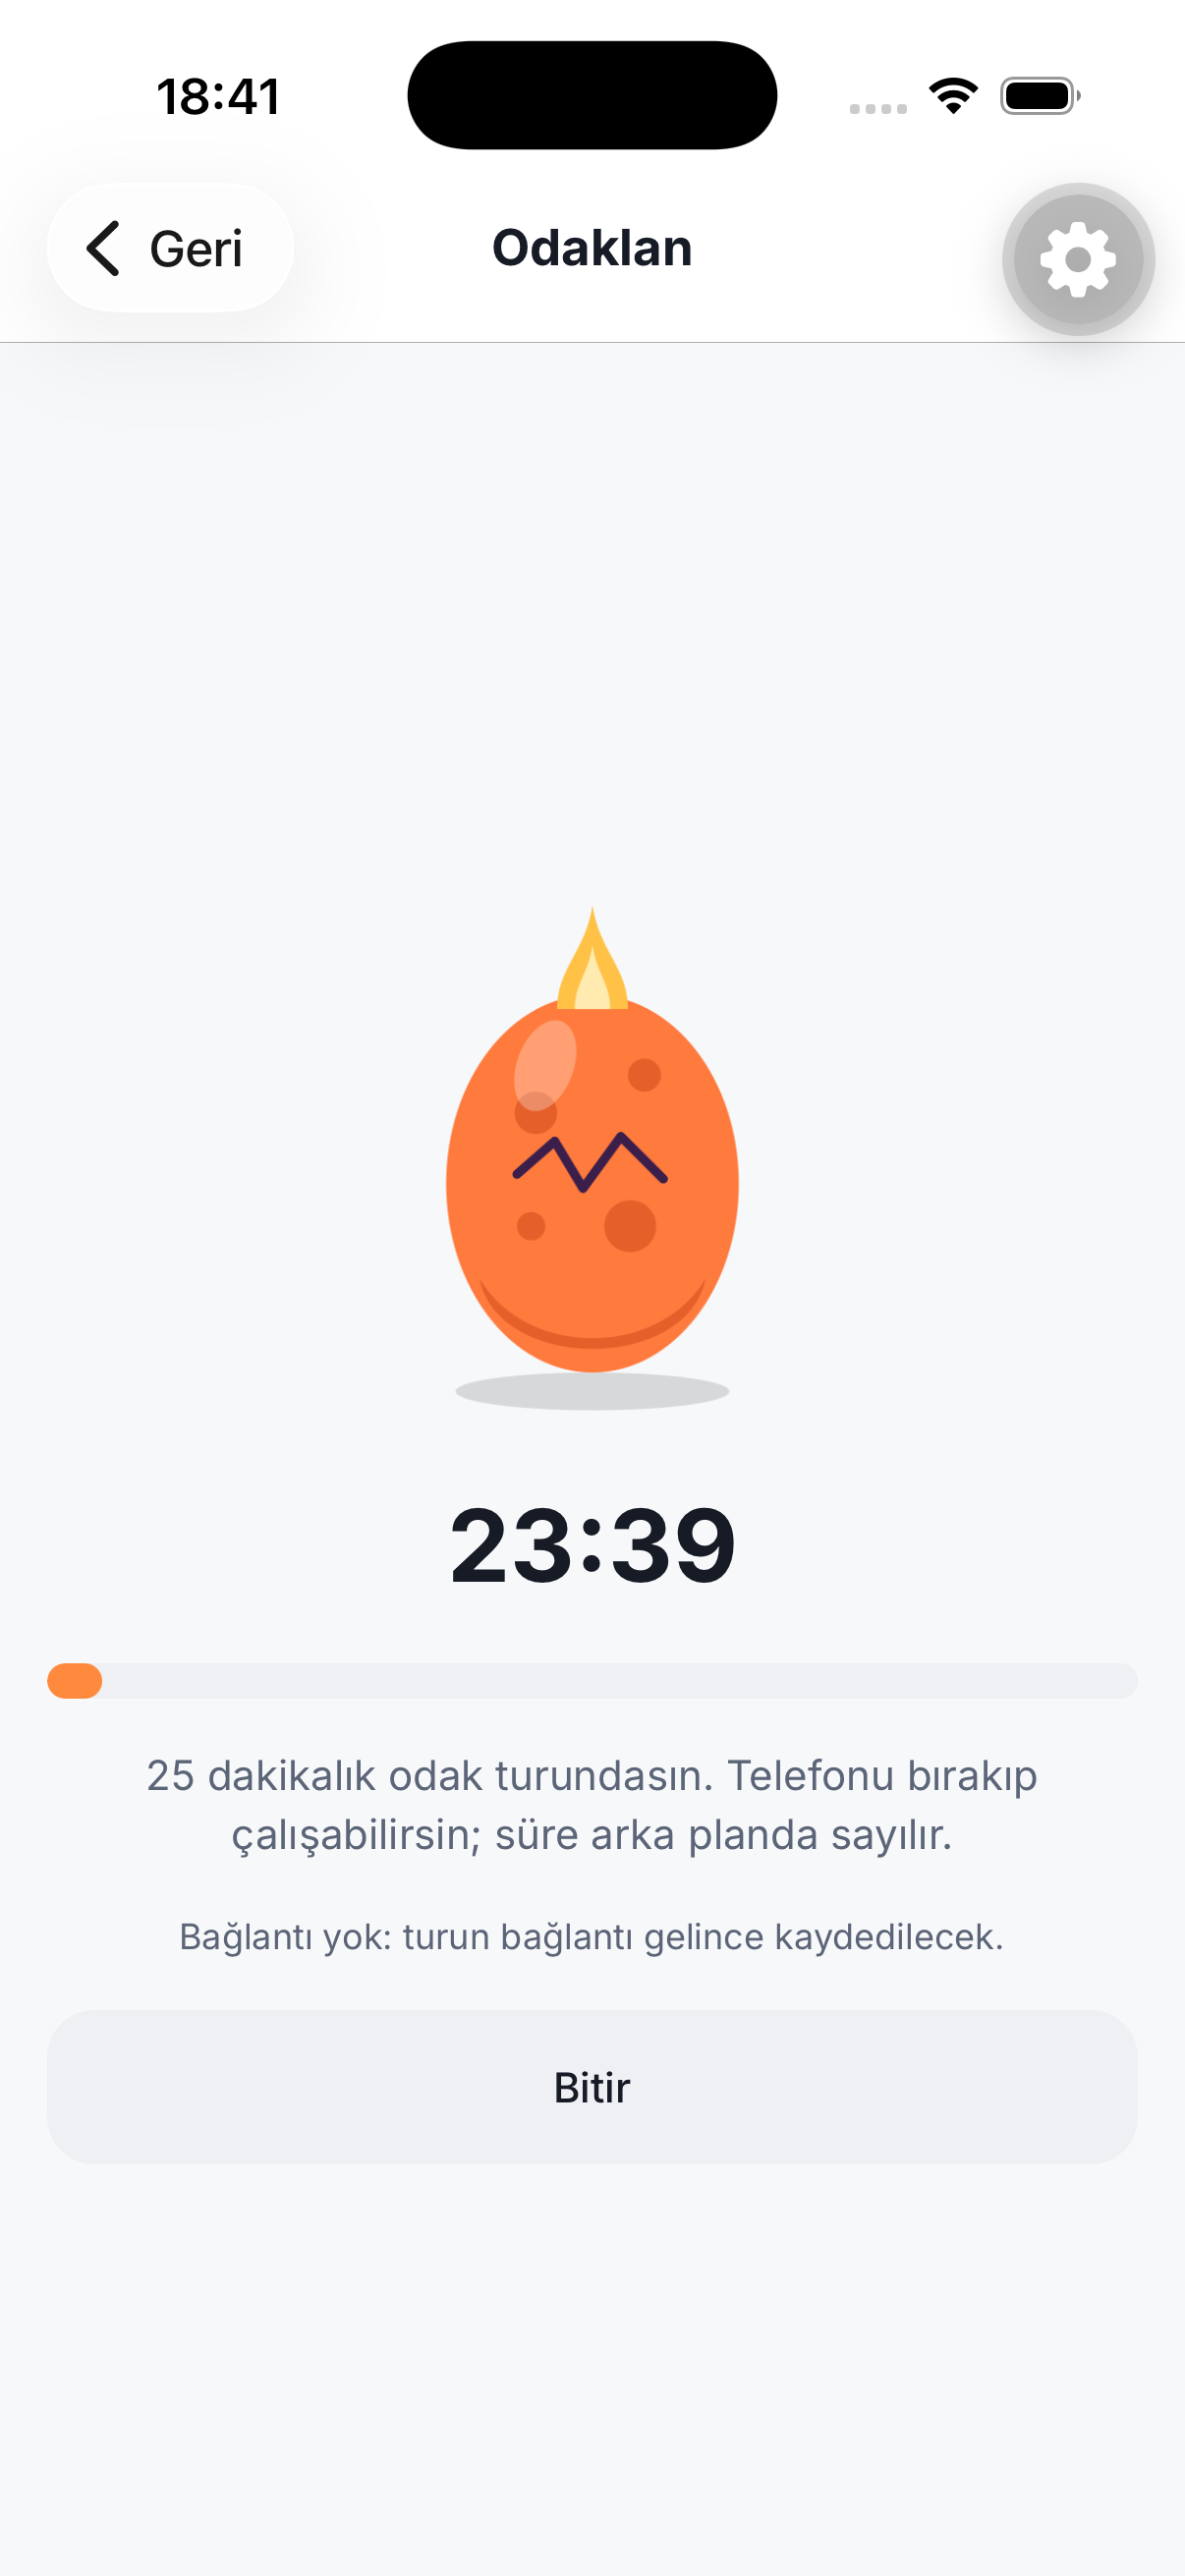 18:41
Geri
Odaklan
23:39
25 dakikalık odak turundasın. Telefonu bırakıp
çalışabilirsin; süre arka planda sayılır.
Bağlantı yok: turun bağlantı gelince kaydedilecek.
Bitir